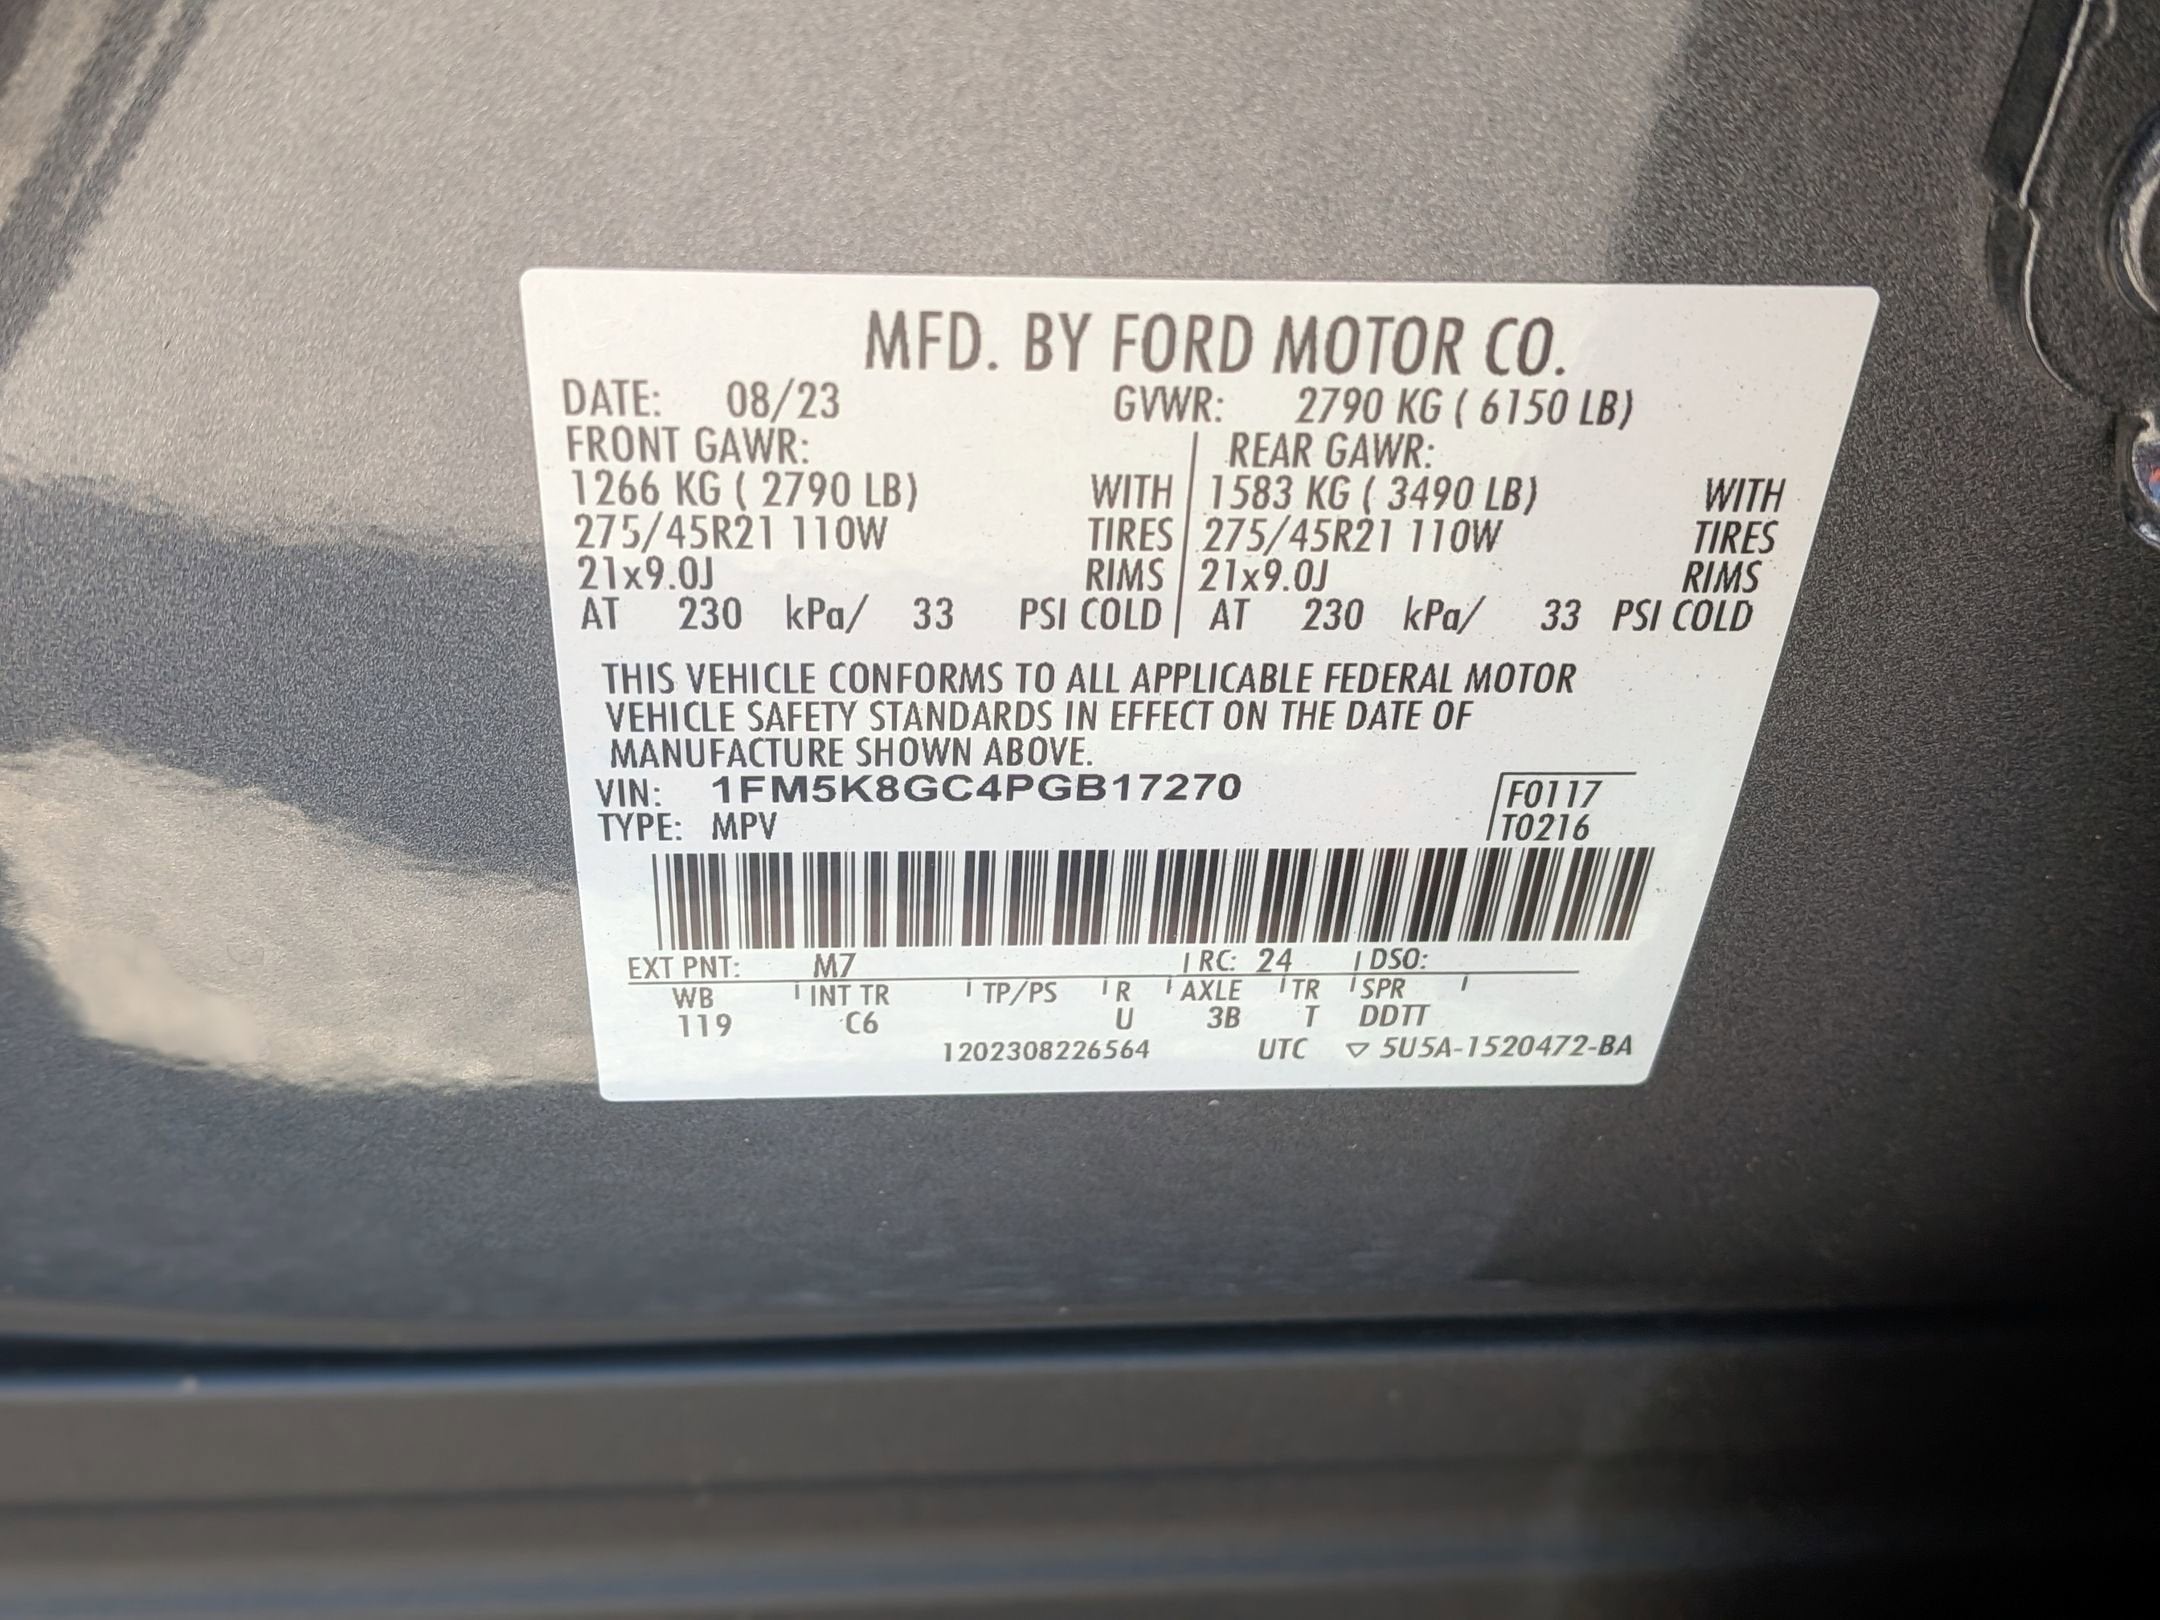 MFD. BY FORD MOTOR CO.
DATE: 08/23 GVWR: 2790 KG ( 6150 LB)
FRONT GAWR: REAR GAWR:
1266 KG ( 2790 LB) WITH 1583 KG ( 3490 LB) WITH
275/45R21 110W TIRES 275/45R21 110W TIRES
21x9.0J RIMS 21x9.0J RIMS
AT 230 kPa/ 33 PSI COLD AT 230 kPa/ 33 PSI COLD
THIS VEHICLE CONFORMS TO ALL APPLICABLE FEDERAL MOTOR
VEHICLE SAFETY STANDARDS IN EFFECT ON THE DATE OF
MANUFACTURE SHOWN ABOVE.
VIN: 1FM5K8GC4PGB17270 F0117
TYPE: MPV T0216
EXT PNT: M7 RC: 24 DSO:
WB INT TR TP/PS R AXLE TR SPR
119 C6 U 3B T DDTT
1202308226564 UTC ▽ 5U5A-1520472-BA